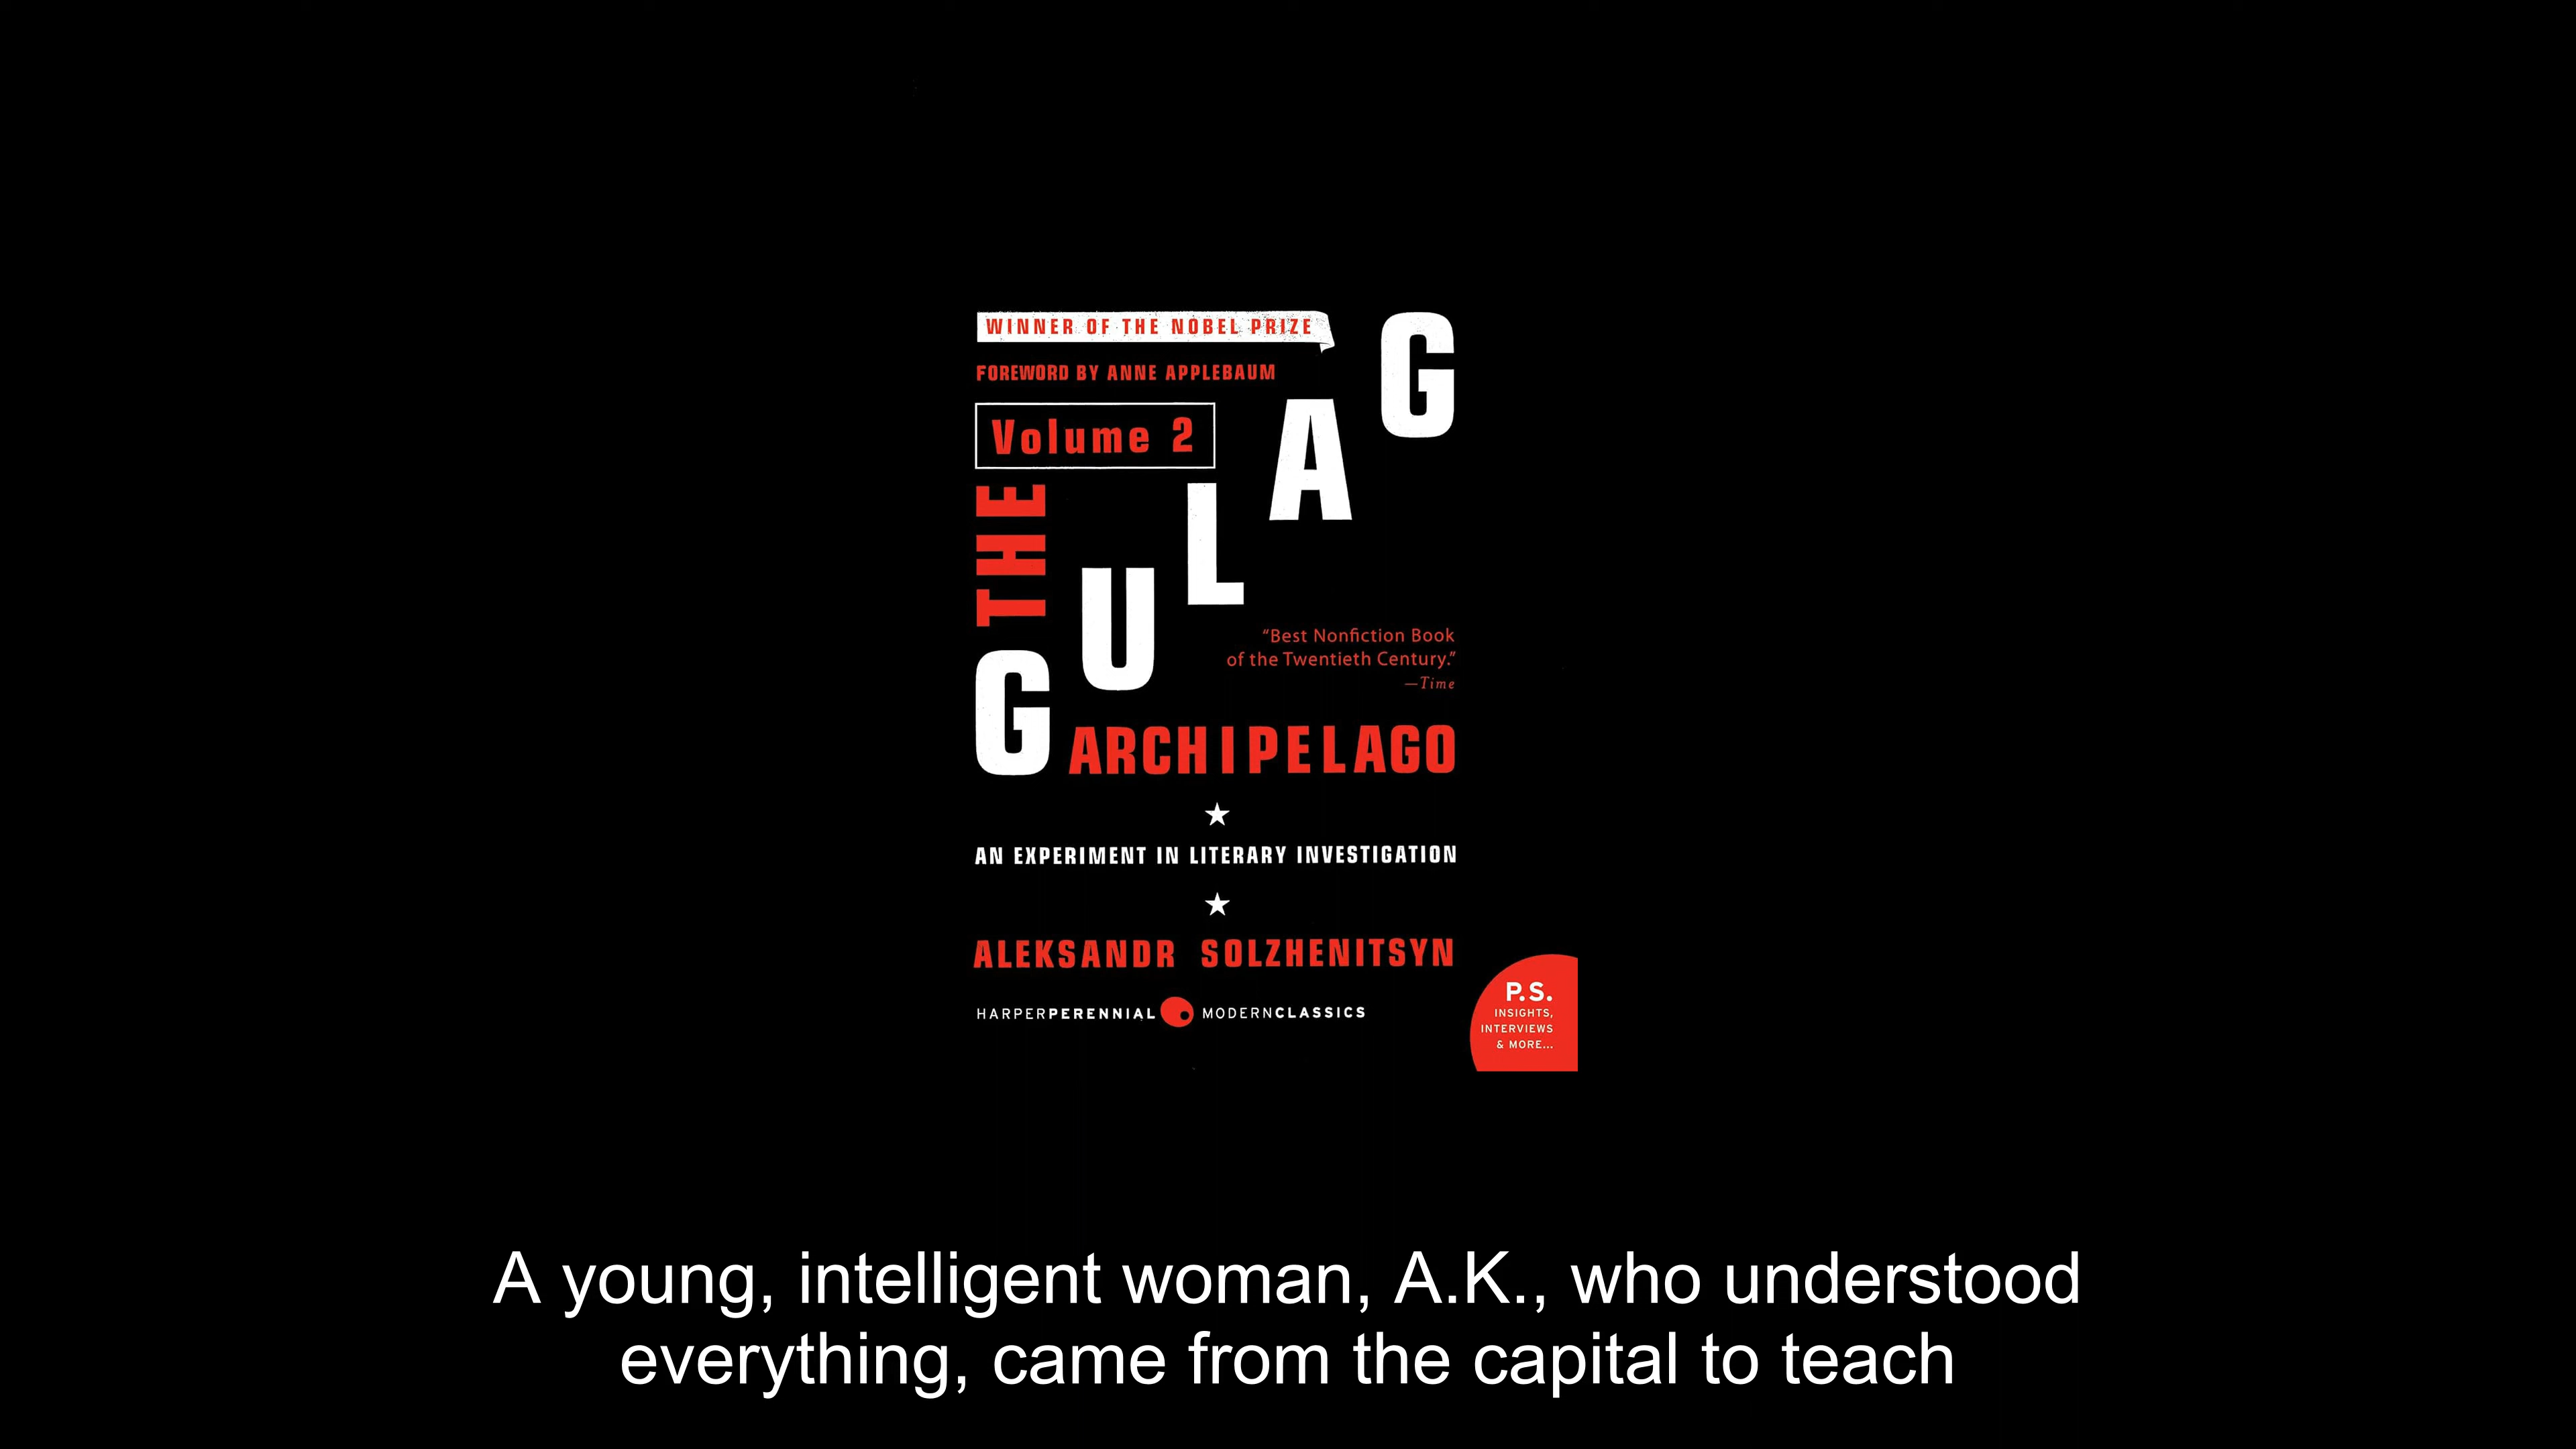 WINNER OF THE NOBEL PRIZE
FOREWORD BY ANNE APPLEBAUM
Volume 2
THE
GULAG
ARCHIPELAGO
“Best Nonfiction Book
of the Twentieth Century.”
—Time
AN EXPERIMENT IN LITERARY INVESTIGATION
ALEKSANDR SOLZHENITSYN
HARPERPERENNIAL MODERNCLASSICS
P.S.
INSIGHTS,
INTERVIEWS
& MORE...
A young, intelligent woman, A.K., who understood
everything, came from the capital to teach